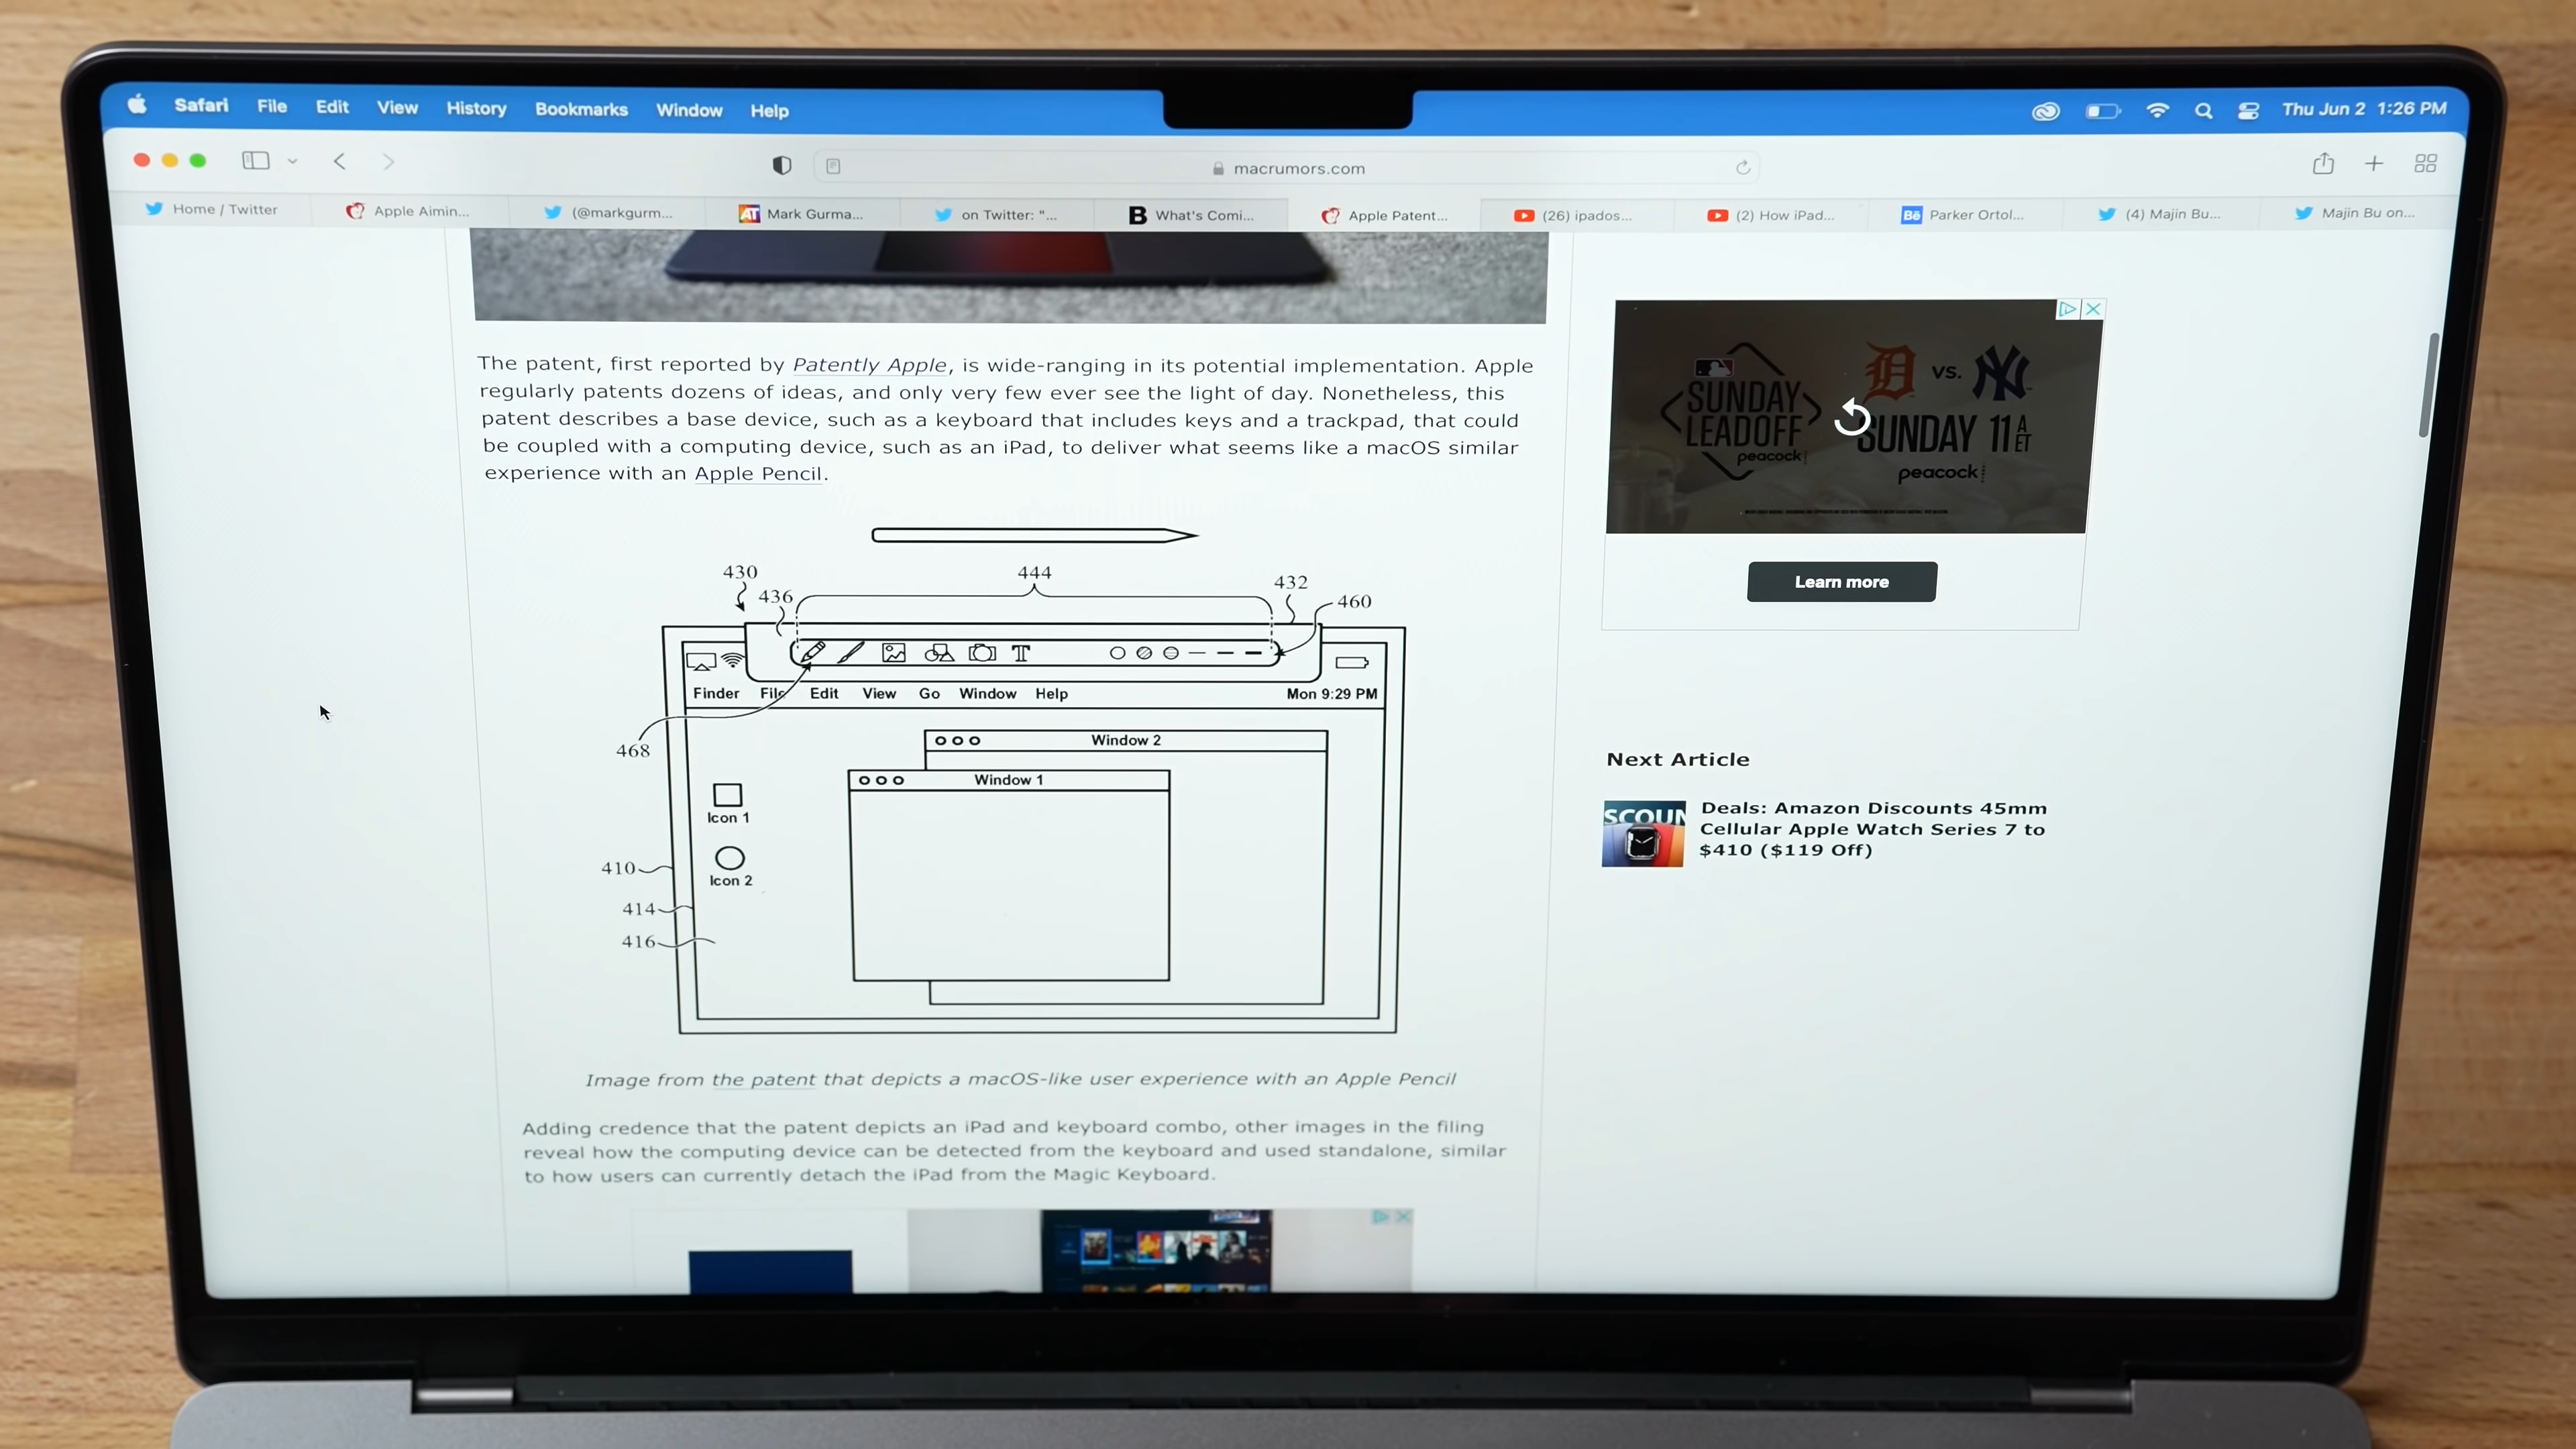 Safari File Edit View History Bookmarks Window Help
Thu Jun 2 1:26 PM
macrumors.com
Home / Twitter
Apple Aimin...
(@markgurm...
AT
Mark Gurma...
on Twitter: "...
B
What's Comi...
Apple Patent...
(26) ipados...
(2) How iPad...
Bē
Parker Ortol...
(4) Majin Bu...
Majin Bu on...
The patent, first reported by Patently Apple, is wide-ranging in its potential implementation. Apple
regularly patents dozens of ideas, and only very few ever see the light of day. Nonetheless, this
patent describes a base device, such as a keyboard that includes keys and a trackpad, that could
be coupled with a computing device, such as an iPad, to deliver what seems like a macOS similar
experience with an Apple Pencil.
430
436
444
432
460
T
Finder File Edit View Go Window Help
Mon 9:29 PM
468
Window 2
Window 1
Icon 1
Icon 2
410
414
416
Image from the patent that depicts a macOS-like user experience with an Apple Pencil
Adding credence that the patent depicts an iPad and keyboard combo, other images in the filing
reveal how the computing device can be detected from the keyboard and used standalone, similar
to how users can currently detach the iPad from the Magic Keyboard.
SUNDAY
LEADOFF
peacock
D VS. NY
SUNDAY 11A
ET
peacock
Learn more
Next Article
SCOUN
Deals: Amazon Discounts 45mm
Cellular Apple Watch Series 7 to
$410 ($119 Off)